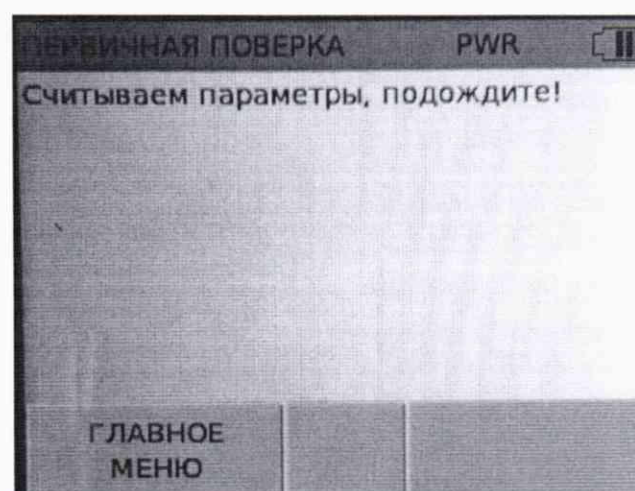 ПЕРВИЧНАЯ ПОВЕРКА PWR
Считываем параметры, подождите!
ГЛАВНОЕ
МЕНЮ